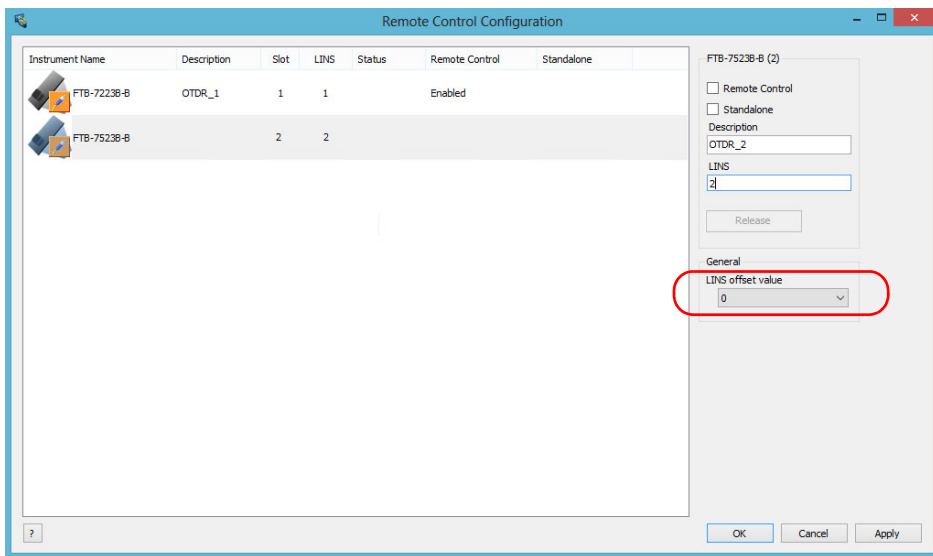 Remote Control Configuration
Instrument Name Description Slot LINS Status Remote Control Standalone
FTB-7223B-B OTDR_1 1 1 Enabled
FTB-7523B-B 2 2
FTB-7523B-B (2)
Remote Control
Standalone
Description
OTDR_2
LINS
2
Release
General
LINS offset value
0
? OK Cancel Apply